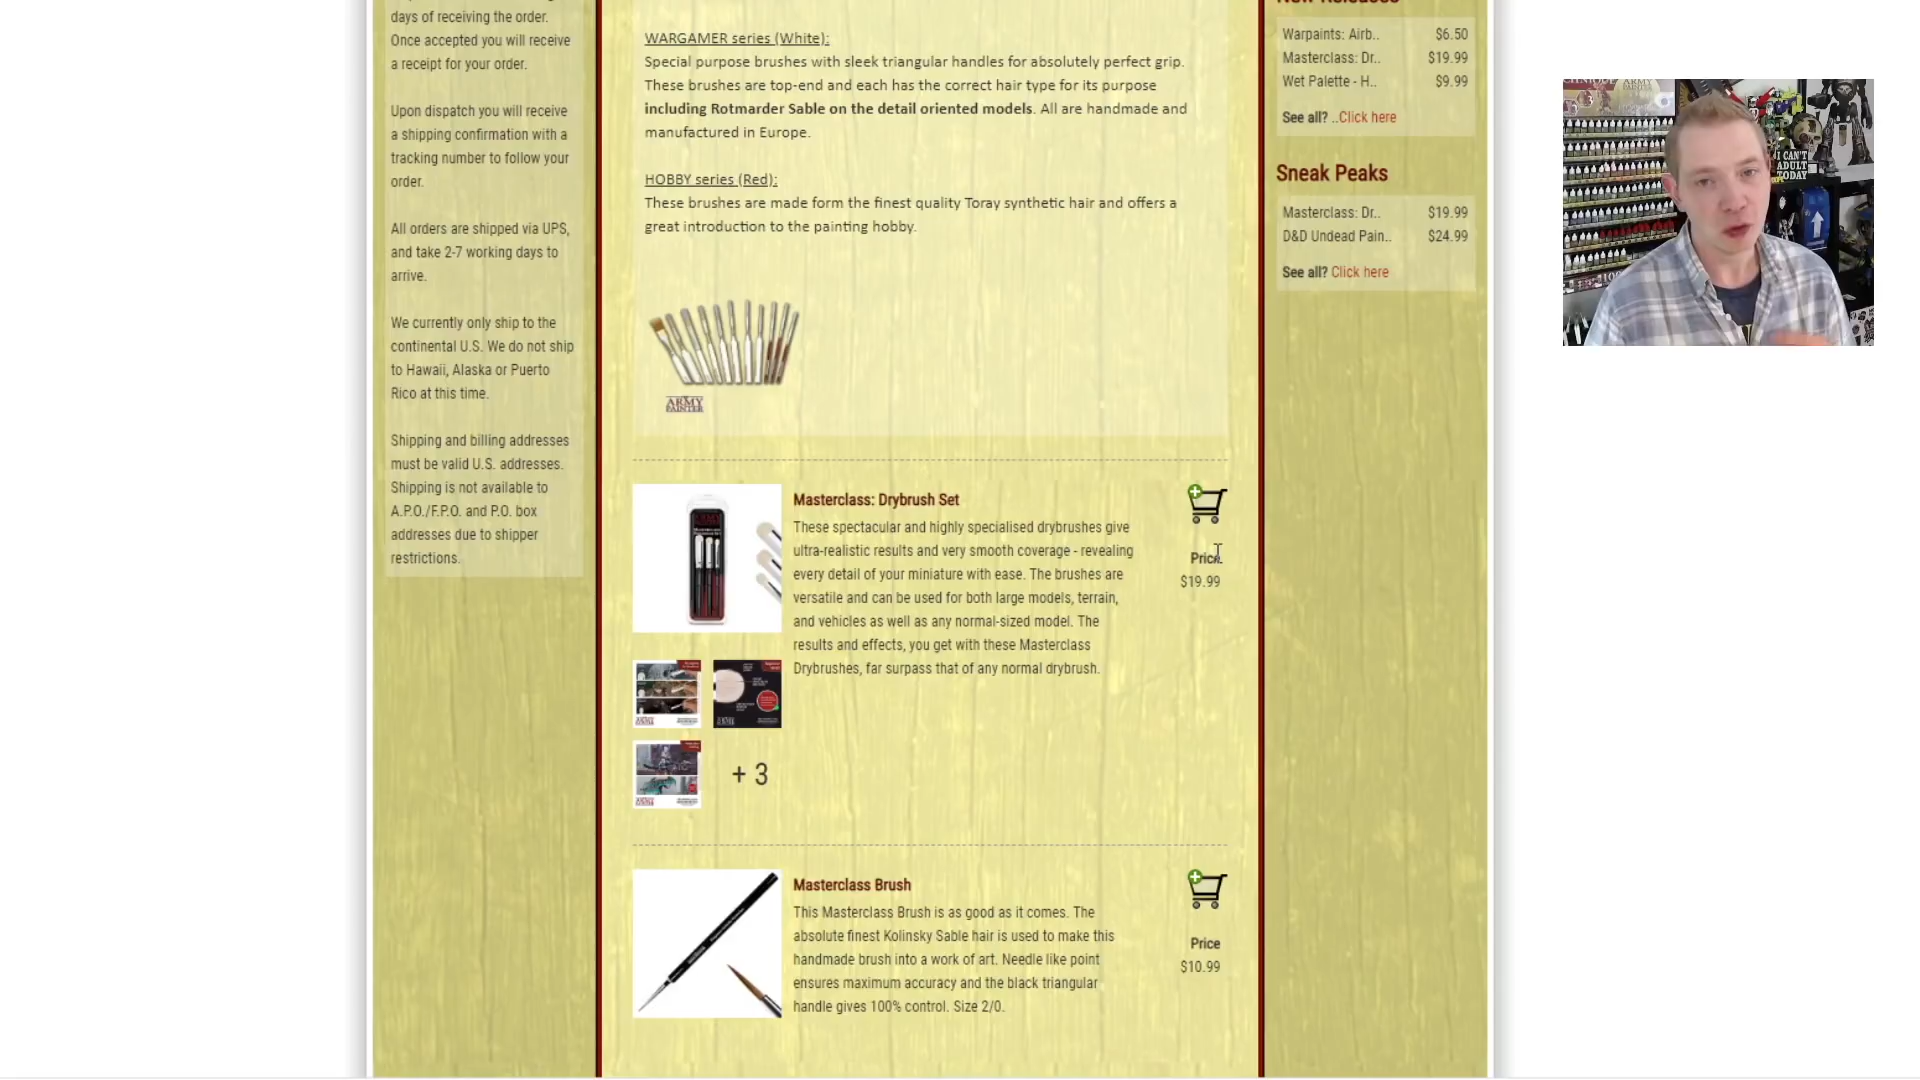 days of receiving the order.
Once accepted you will receive
a receipt for your order.
Upon dispatch you will receive
a shipping confirmation with a
tracking number to follow your
order.
All orders are shipped via UPS,
and take 2-7 working days to
arrive.
We currently only ship to the
continental U.S. We do not ship
to Hawaii, Alaska or Puerto
Rico at this time.
Shipping and billing addresses
must be valid U.S. addresses.
Shipping is not available to
A.P.O./F.P.O. and P.O. box
addresses due to shipper
restrictions.
WARGAMER series (White):
Special purpose brushes with sleek triangular handles for absolutely perfect grip.
These brushes are top-end and each has the correct hair type for its purpose
including Rotmarder Sable on the detail oriented models. All are handmade and
manufactured in Europe.
HOBBY series (Red):
These brushes are made form the finest quality Toray synthetic hair and offers a
great introduction to the painting hobby.
ARMY
PAINTER
Masterclass: Drybrush Set
These spectacular and highly specialised drybrushes give
ultra-realistic results and very smooth coverage - revealing
every detail of your miniature with ease. The brushes are
versatile and can be used for both large models, terrain,
and vehicles as well as any normal-sized model. The
results and effects, you get with these Masterclass
Drybrushes, far surpass that of any normal drybrush.
Price
$19.99
+ 3
Masterclass Brush
This Masterclass Brush is as good as it comes. The
absolute finest Kolinsky Sable hair is used to make this
handmade brush into a work of art. Needle like point
ensures maximum accuracy and the black triangular
handle gives 100% control. Size 2/0.
Price
$10.99
New Releases
Warpaints: Airb.. $6.50
Masterclass: Dr.. $19.99
Wet Palette - H.. $9.99
See all? ..Click here
Sneak Peaks
Masterclass: Dr.. $19.99
D&D Undead Pain.. $24.99
See all? Click here
I CAN'T
ADULT
TODAY